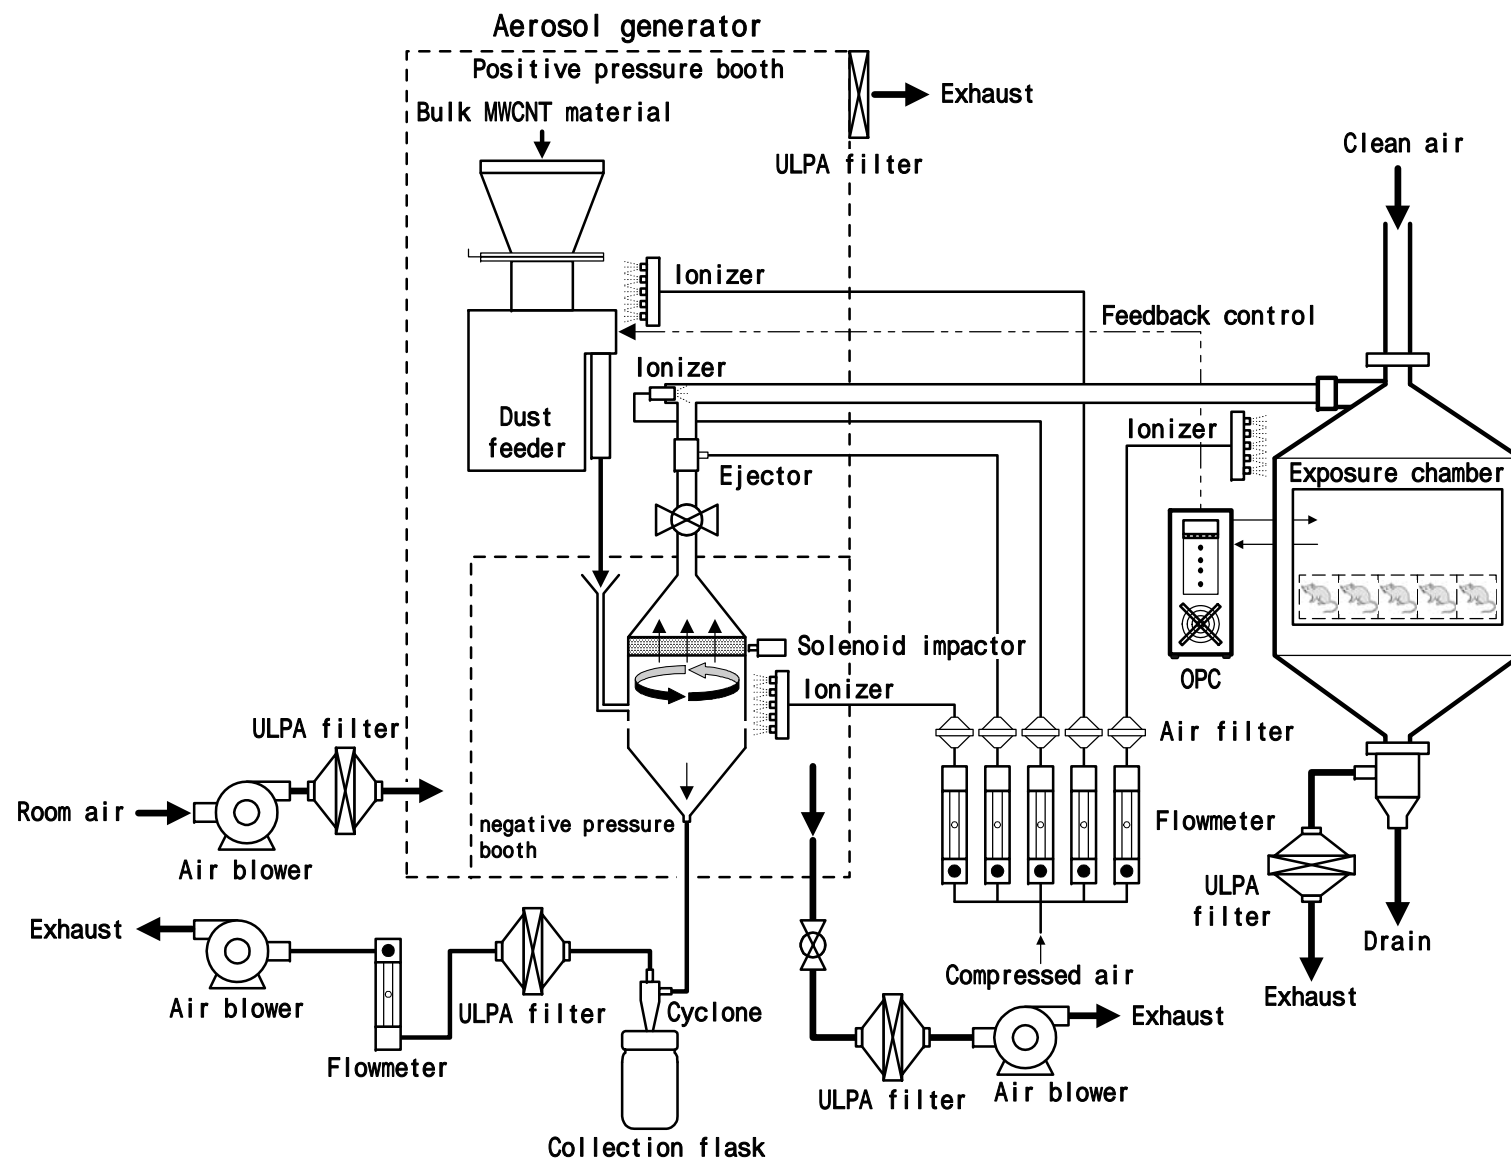 Aerosol generator
Positive pressure booth
Bulk MWCNT material
Exhaust
ULPA filter
Clean air
Ionizer
Feedback control
Ionizer
Dust
feeder
Ionizer
Ejector
Exposure chamber
Solenoid impactor
OPC
Ionizer
ULPA filter
Air filter
Room air
Air blower
negative pressure
booth
Flowmeter
ULPA
filter
Exhaust
Drain
Compressed air
Air blower
ULPA filter
Cyclone
Exhaust
Exhaust
Flowmeter
ULPA filter
Air blower
Collection flask